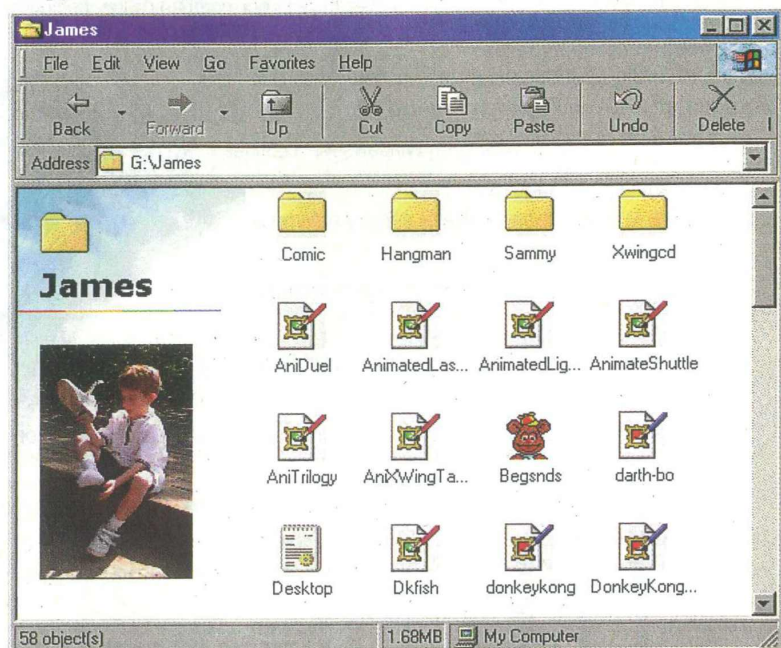 James
File Edit View Go Favorites Help
Back Forward Up Cut Copy Paste Undo Delete
Address G:\James
James
Comic Hangman Sammy Xwingcd
AniDuel AnimatedLas... AnimatedLig... AnimateShuttle
AniTrilogy AniXWingTa... Begsnds darth-bo
Desktop Dkfish donkeykong DonkeyKong...
58 object(s) 1.68MB My Computer